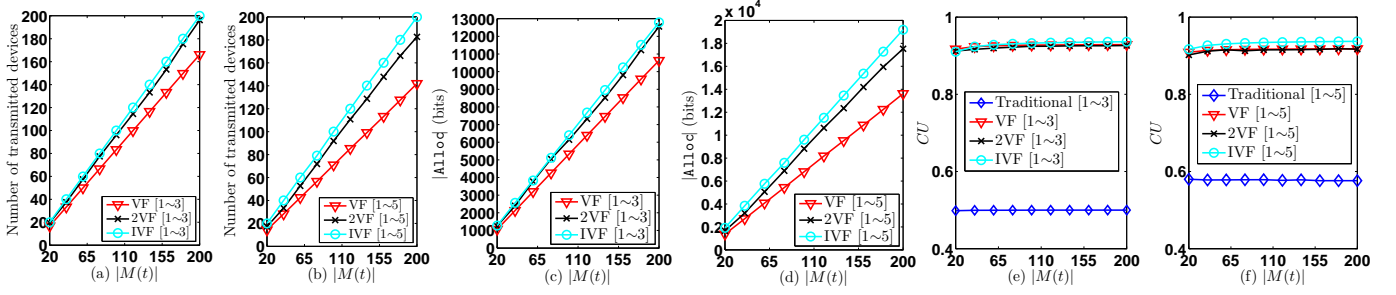 Number of transmitted devices
200
180
160
140
120
100
80
60
40
20
0
VF [1~3]
2VF [1~3]
IVF [1~3]
20 65 110 155 200
(a) |M(t)|
Number of transmitted devices
200
180
160
140
120
100
80
60
40
20
0
VF [1~5]
2VF [1~5]
IVF [1~5]
20 65 110 155 200
(b) |M(t)|
|Alloc| (bits)
13000
12000
11000
10000
9000
8000
7000
6000
5000
4000
3000
2000
1000
0
VF [1~3]
2VF [1~3]
IVF [1~3]
20 65 110 155 200
(c) |M(t)|
|Alloc| (bits)
x 10⁴
2
1.8
1.6
1.4
1.2
1
0.8
0.6
0.4
0.2
0
VF [1~5]
2VF [1~5]
IVF [1~5]
20 65 110 155 200
(d) |M(t)|
CU
1
0.8
0.6
0.4
Traditional [1~3]
VF [1~3]
2VF [1~3]
IVF [1~3]
20 65 110 155 200
(e) |M(t)|
CU
1
0.8
0.6
0.4
Traditional [1~5]
VF [1~5]
2VF [1~5]
IVF [1~5]
20 65 110 155 200
(f) |M(t)|